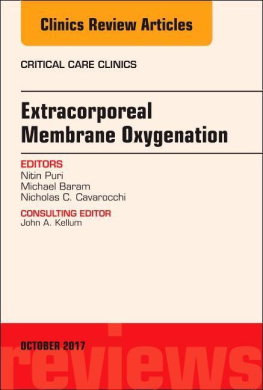 Clinics Review Articles
CRITICAL CARE CLINICS
Extracorporeal
Membrane Oxygenation
EDITORS
Nitin Puri
Michael Baram
Nicholas C. Cavarocchi
CONSULTING EDITOR
John A. Kellum
OCTOBER 2017
reviews